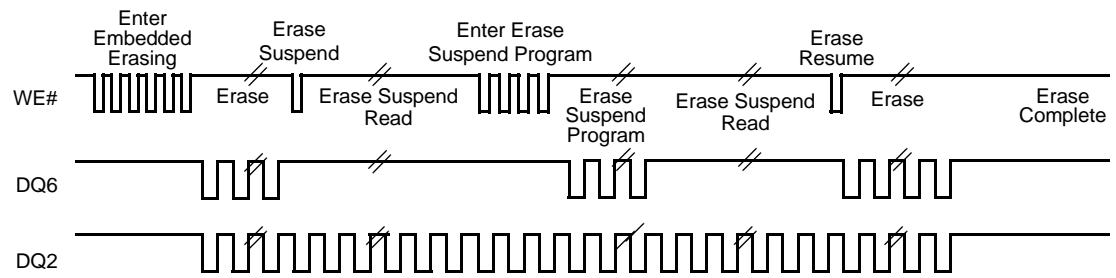 Enter
Embedded
Erasing
Erase
Suspend
Enter Erase
Suspend Program
Erase
Resume
WE#
Erase
Erase Suspend
Read
Erase
Suspend
Program
Erase Suspend
Read
Erase
Erase
Complete
DQ6
DQ2